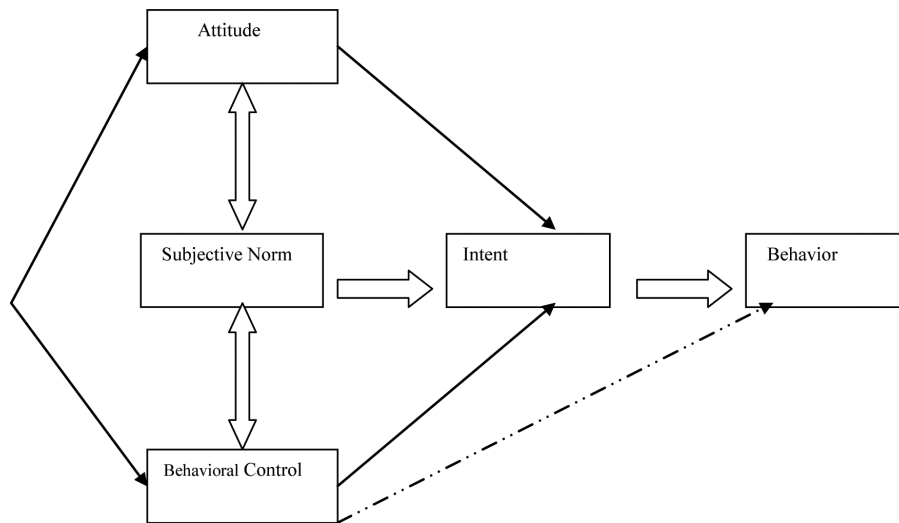 Attitude
Subjective Norm
Intent
Behavior
Behavioral Control